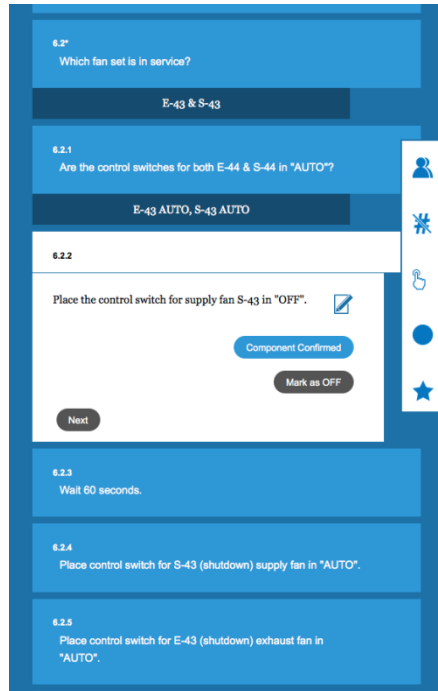 6.2*
Which fan set is in service?
E-43 & S-43
6.2.1
Are the control switches for both E-44 & S-44 in "AUTO"?
E-43 AUTO, S-43 AUTO
6.2.2
Place the control switch for supply fan S-43 in "OFF".
Component Confirmed
Mark as OFF
Next
6.2.3
Wait 60 seconds.
6.2.4
Place control switch for S-43 (shutdown) supply fan in "AUTO".
6.2.5
Place control switch for E-43 (shutdown) exhaust fan in
"AUTO".